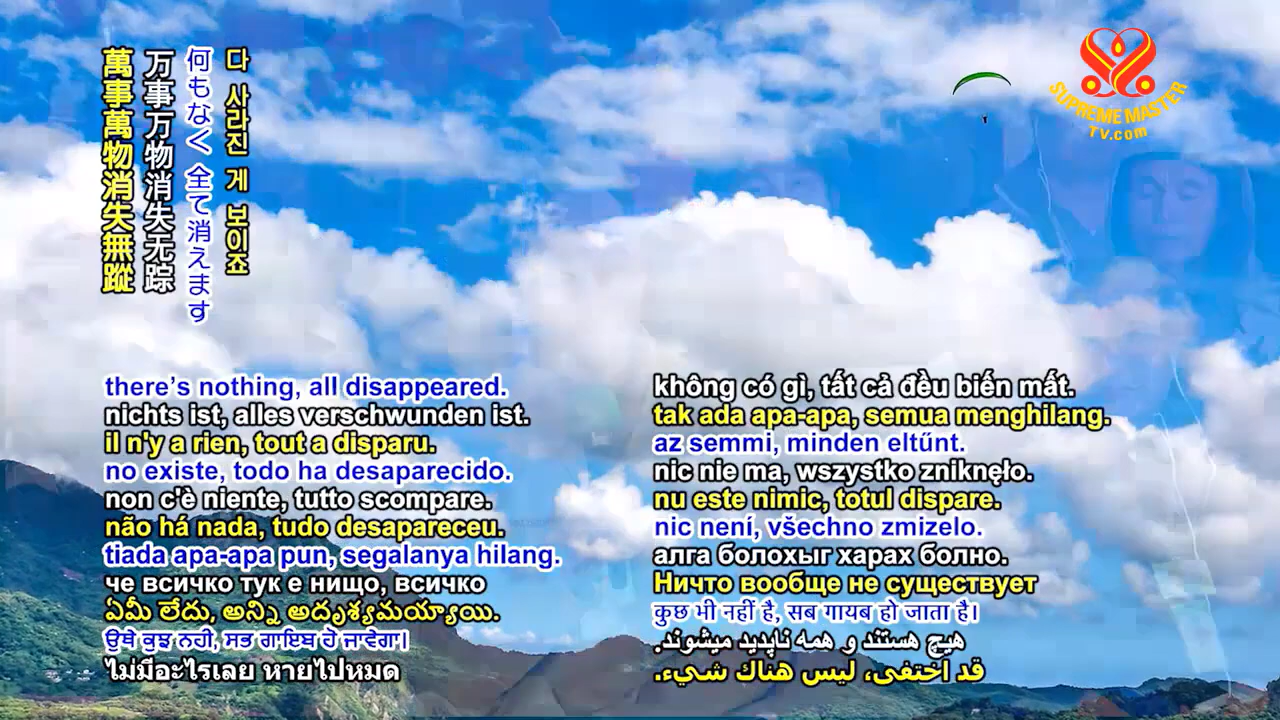 萬事萬物消失無蹤
万事万物消失无踪
何もなく 全て消えます
다 사라진 게 보이죠
SUPREME MASTER
TV.com
there’s nothing, all disappeared.
nichts ist, alles verschwunden ist.
il n'y a rien, tout a disparu.
no existe, todo ha desaparecido.
non c'è niente, tutto scompare.
não há nada, tudo desapareceu.
tiada apa-apa pun, segalanya hilang.
че всичко тук е нищо, всичко
ఏమీ లేదు, అన్ని అదృశ్యమయ్యాయి.
ਉਥੇ ਕੁਝ ਨਹੀ, ਸਭ ਗਾਇਬ ਹੋ ਜਾਵੇਗਾ।
ไม่มีอะไรเลย หายไปหมด
không có gì, tất cả đều biến mất.
tak ada apa-apa, semua menghilang.
az semmi, minden eltűnt.
nic nie ma, wszystko zniknęło.
nu este nimic, totul dispare.
nic není, všechno zmizelo.
алга болохыг харах болно.
Ничто вообще не существует
कुछ भी नहीं है, सब गायब हो जाता है।
هیچ هستند و همه ناپدید میشوند.
قد اختفى، ليس هناك شيء.